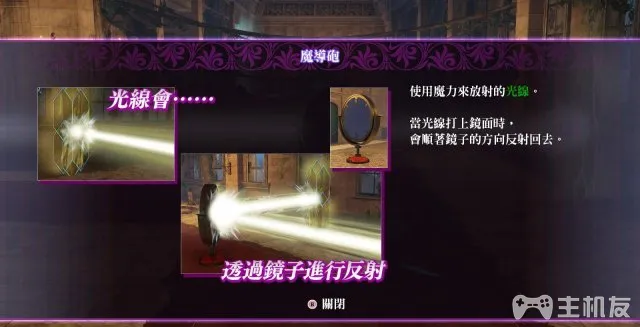 魔導砲
光線會……
使用魔力來放射的光線。
當光線打上鏡面時，
會順著鏡子的方向反射回去。
透過鏡子進行反射
關閉
主机友